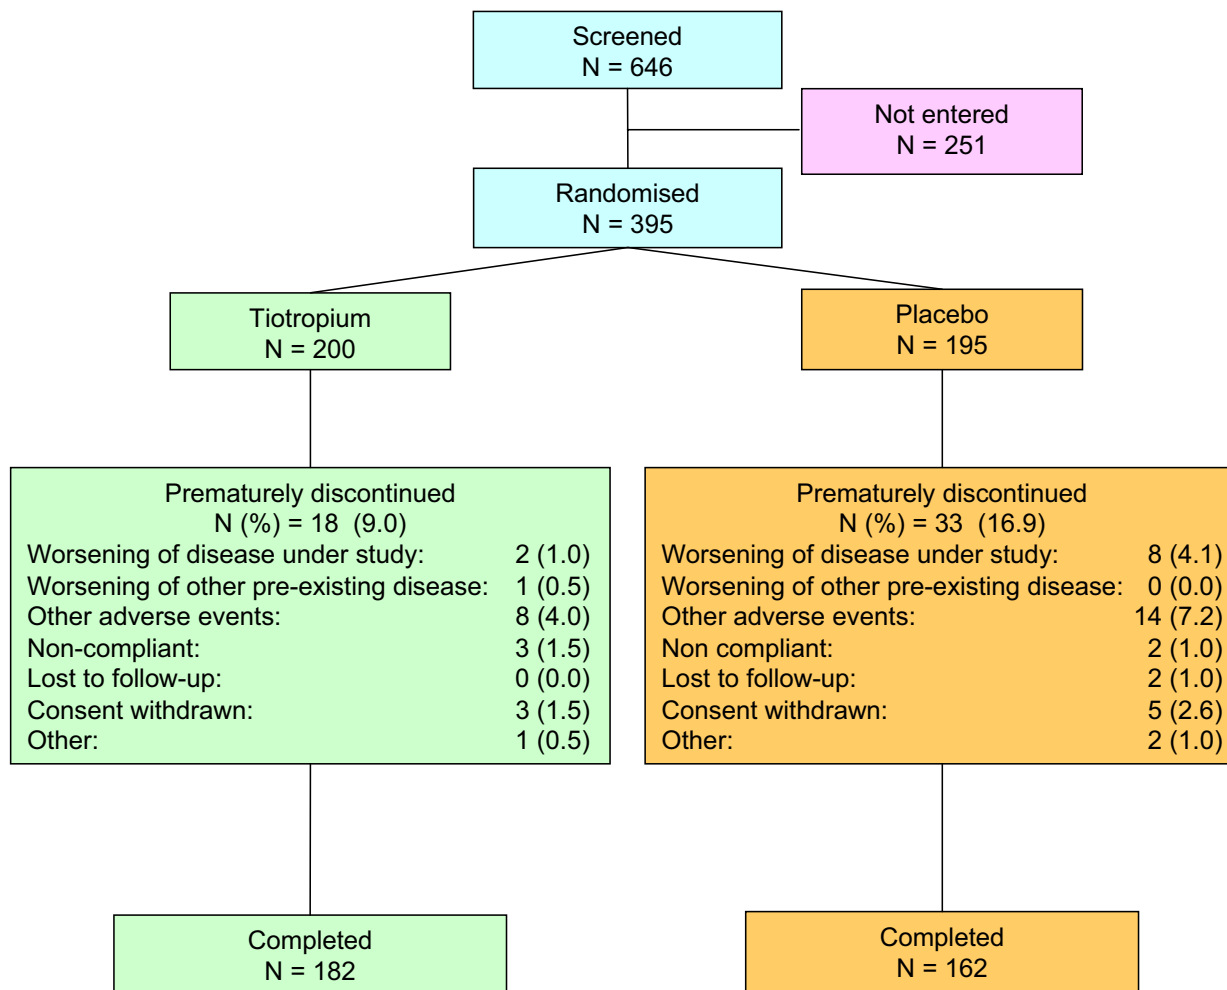 Screened
N = 646
Not entered
N = 251
Randomised
N = 395
Tiotropium
N = 200
Placebo
N = 195
Prematurely discontinued
N (%) = 18 (9.0)
Worsening of disease under study: 2 (1.0)
Worsening of other pre-existing disease: 1 (0.5)
Other adverse events: 8 (4.0)
Non-compliant: 3 (1.5)
Lost to follow-up: 0 (0.0)
Consent withdrawn: 3 (1.5)
Other: 1 (0.5)
Prematurely discontinued
N (%) = 33 (16.9)
Worsening of disease under study: 8 (4.1)
Worsening of other pre-existing disease: 0 (0.0)
Other adverse events: 14 (7.2)
Non compliant: 2 (1.0)
Lost to follow-up: 2 (1.0)
Consent withdrawn: 5 (2.6)
Other: 2 (1.0)
Completed
N = 182
Completed
N = 162